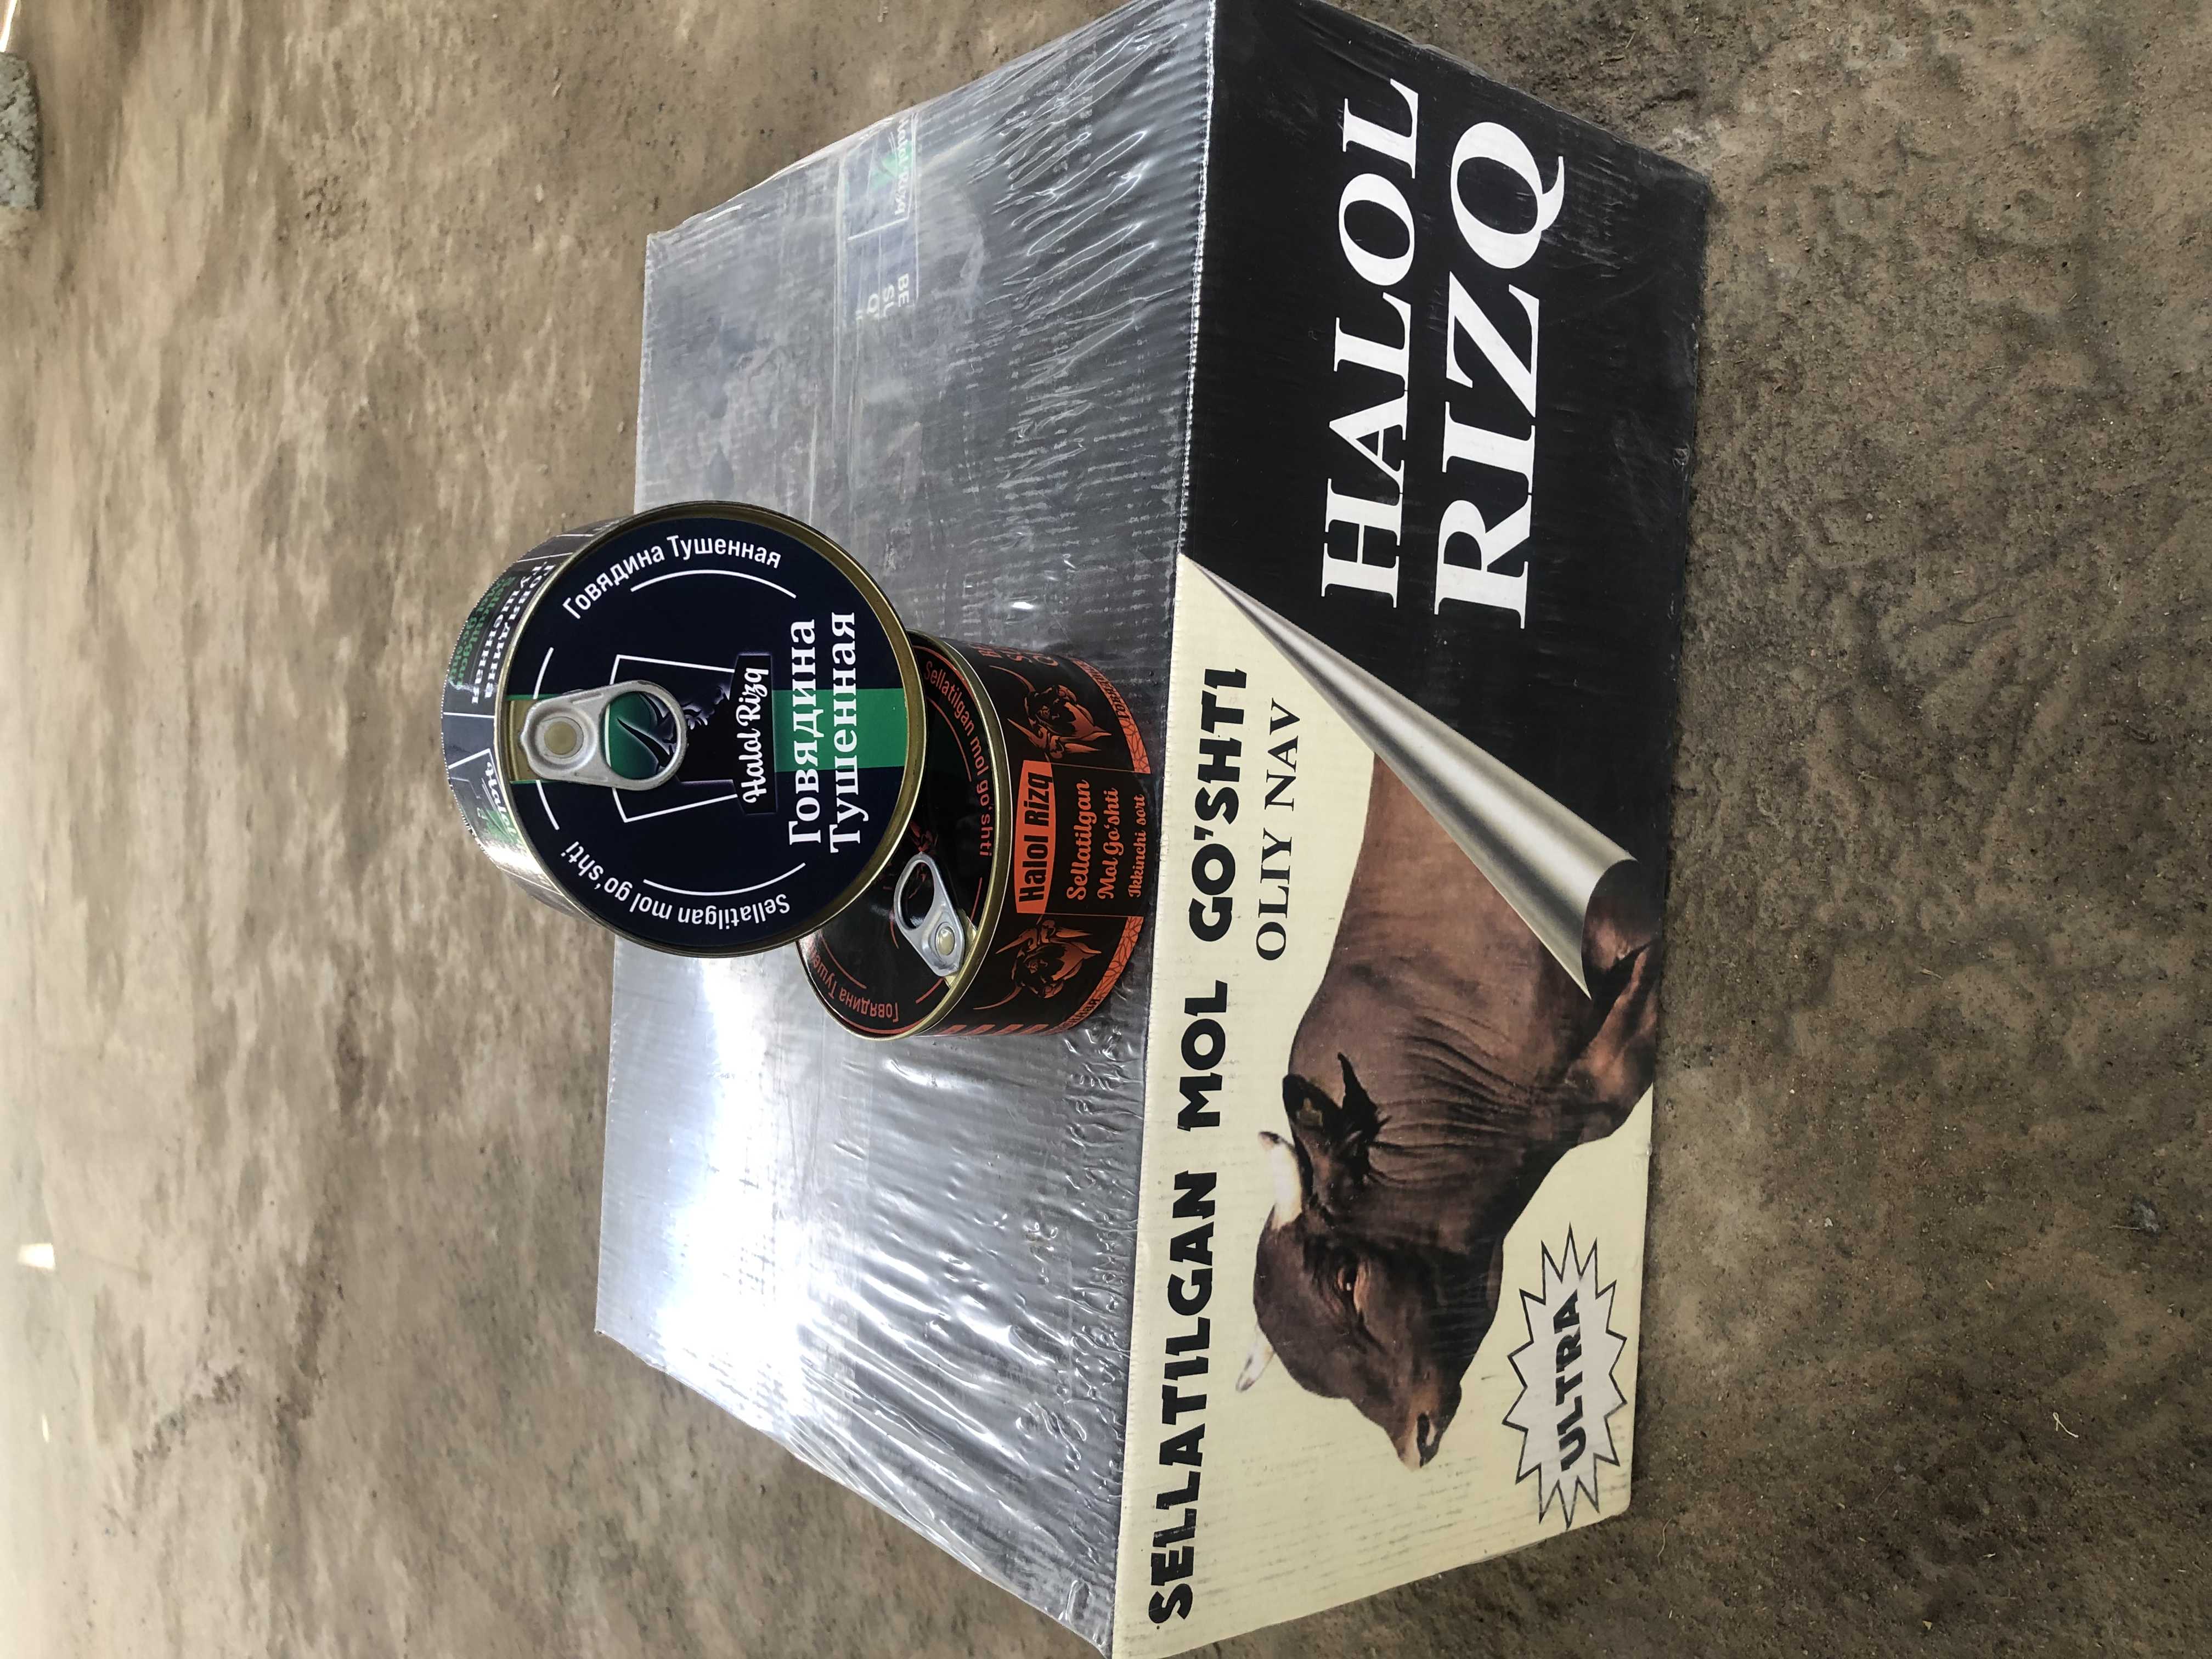 HALOL
RIZQ
SELLATILGAN MOL GO'SHTI
OLIY NAV
ULTRA
Говядина Тушенная
Halol Rizq
Говядина
Тушенная
Sellatilgan mol go'shti
Sellatilgan mol go'shti
Говядина
Halol Rizq
Sellatilgan
Mol Go'shti
Ikkinchi sort